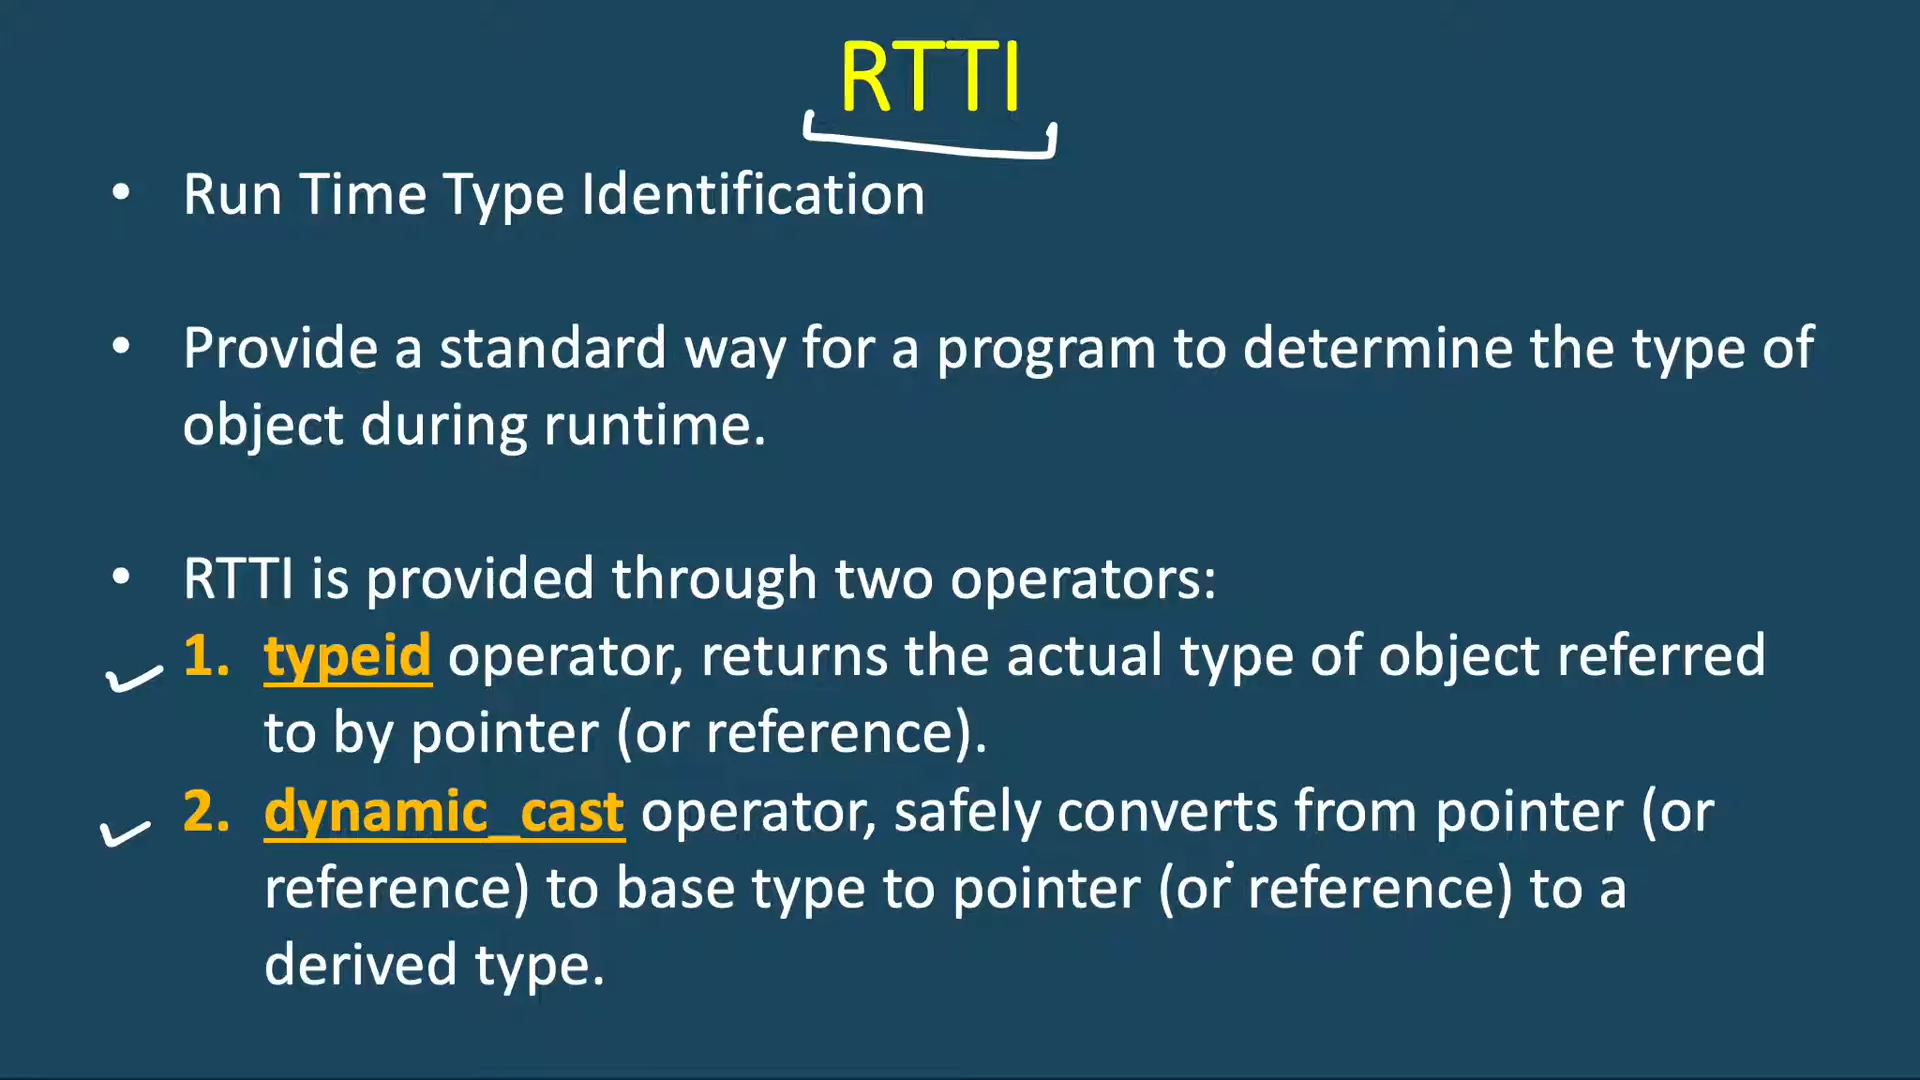 RTTI
• Run Time Type Identification
• Provide a standard way for a program to determine the type of
object during runtime.
• RTTI is provided through two operators:
1. typeid operator, returns the actual type of object referred
to by pointer (or reference).
2. dynamic_cast operator, safely converts from pointer (or
reference) to base type to pointer (or reference) to a
derived type.